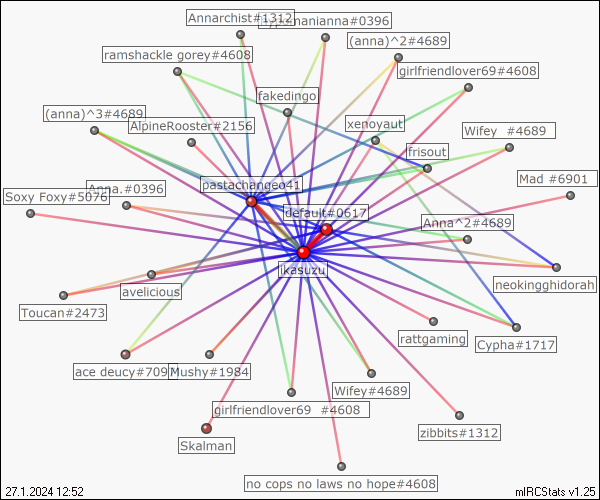 Annarchist#1312
manianna#0396
(anna)^2#4689
ramshackle gorey#4608
girlfriendlover69#4608
fakedingo
(anna)^3#4689
AlpineRooster#2156
xenoyaut
Wifey #4689
frisout
pastachangeo41
Mad #6901
Soxy Foxy#5076
Anna.#0396
default#0617
Anna^2#4689
ikasuzu
neokingghidorah
avelicious
Toucan#2473
rattgaming
Cypha#1717
ace deucy#709
Mushy#1984
Wifey#4689
girlfriendlover69 #4608
zibbits#1312
Skalman
no cops no laws no hope#4608
27.1.2024 12:52
mIRCStats v1.25